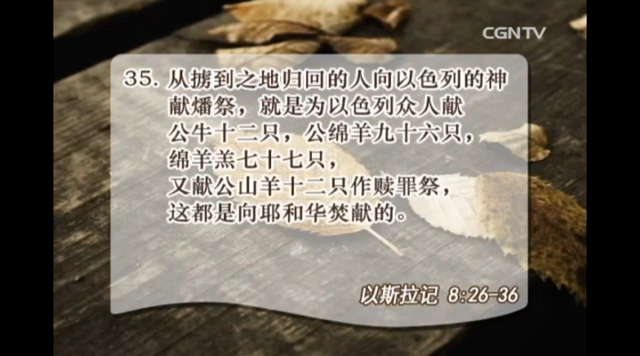 CGNTV
35. 从掳到之地归回的人向以色列的神
献燔祭，就是为以色列众人献
公牛十二只，公绵羊九十六只，
绵羊羔七十七只，
又献公山羊十二只作赎罪祭，
这都是向耶和华焚献的。
以斯拉记 8:26-36